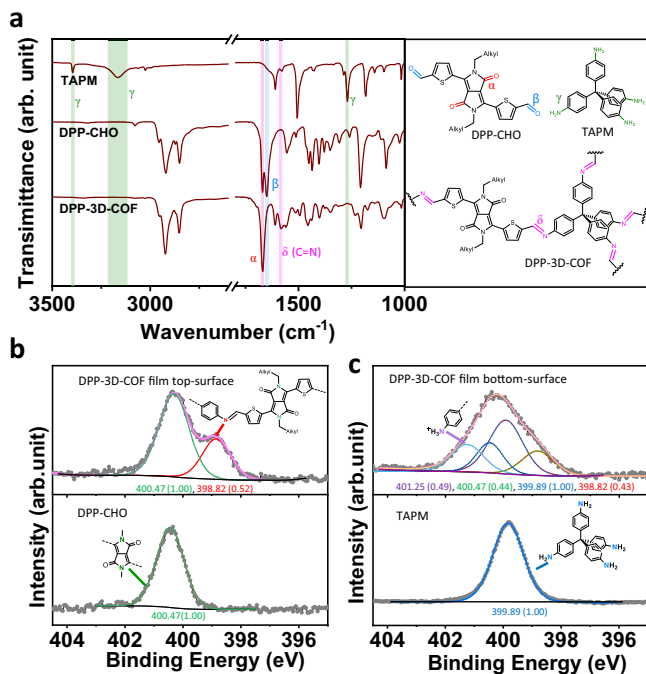 a
Transimittance (arb. unit)
TAPM
DPP-CHO
DPP-3D-COF
γ
γ
γ
β
α
δ (C=N)
3500 3000 1500 1000
Wavenumber (cm-1)
Alkyl
O
N
S
α
β
O
S
N
O
Alkyl
DPP-CHO
NH2
γ
H2N
NH2
NH2
TAPM
Alkyl
N
O
N
S
S
δ
N
O
N
Alkyl
N
N
N
DPP-3D-COF
b
Intensity (arb.unit)
DPP-3D-COF film top-surface
Alkyl
N
O
S
N
S
O
N
Alkyl
400.47 (1.00), 398.82 (0.52)
DPP-CHO
N
O
O
N
400.47(1.00)
404 402 400 398 396
Binding Energy (eV)
c
Intensity (arb.unit)
DPP-3D-COF film bottom-surface
+H3N
401.25 (0.49), 400.47 (0.44), 399.89 (1.00), 398.82 (0.43)
TAPM
NH2
H2N
NH2
NH2
399.89 (1.00)
404 402 400 398 396
Binding Energy (eV)